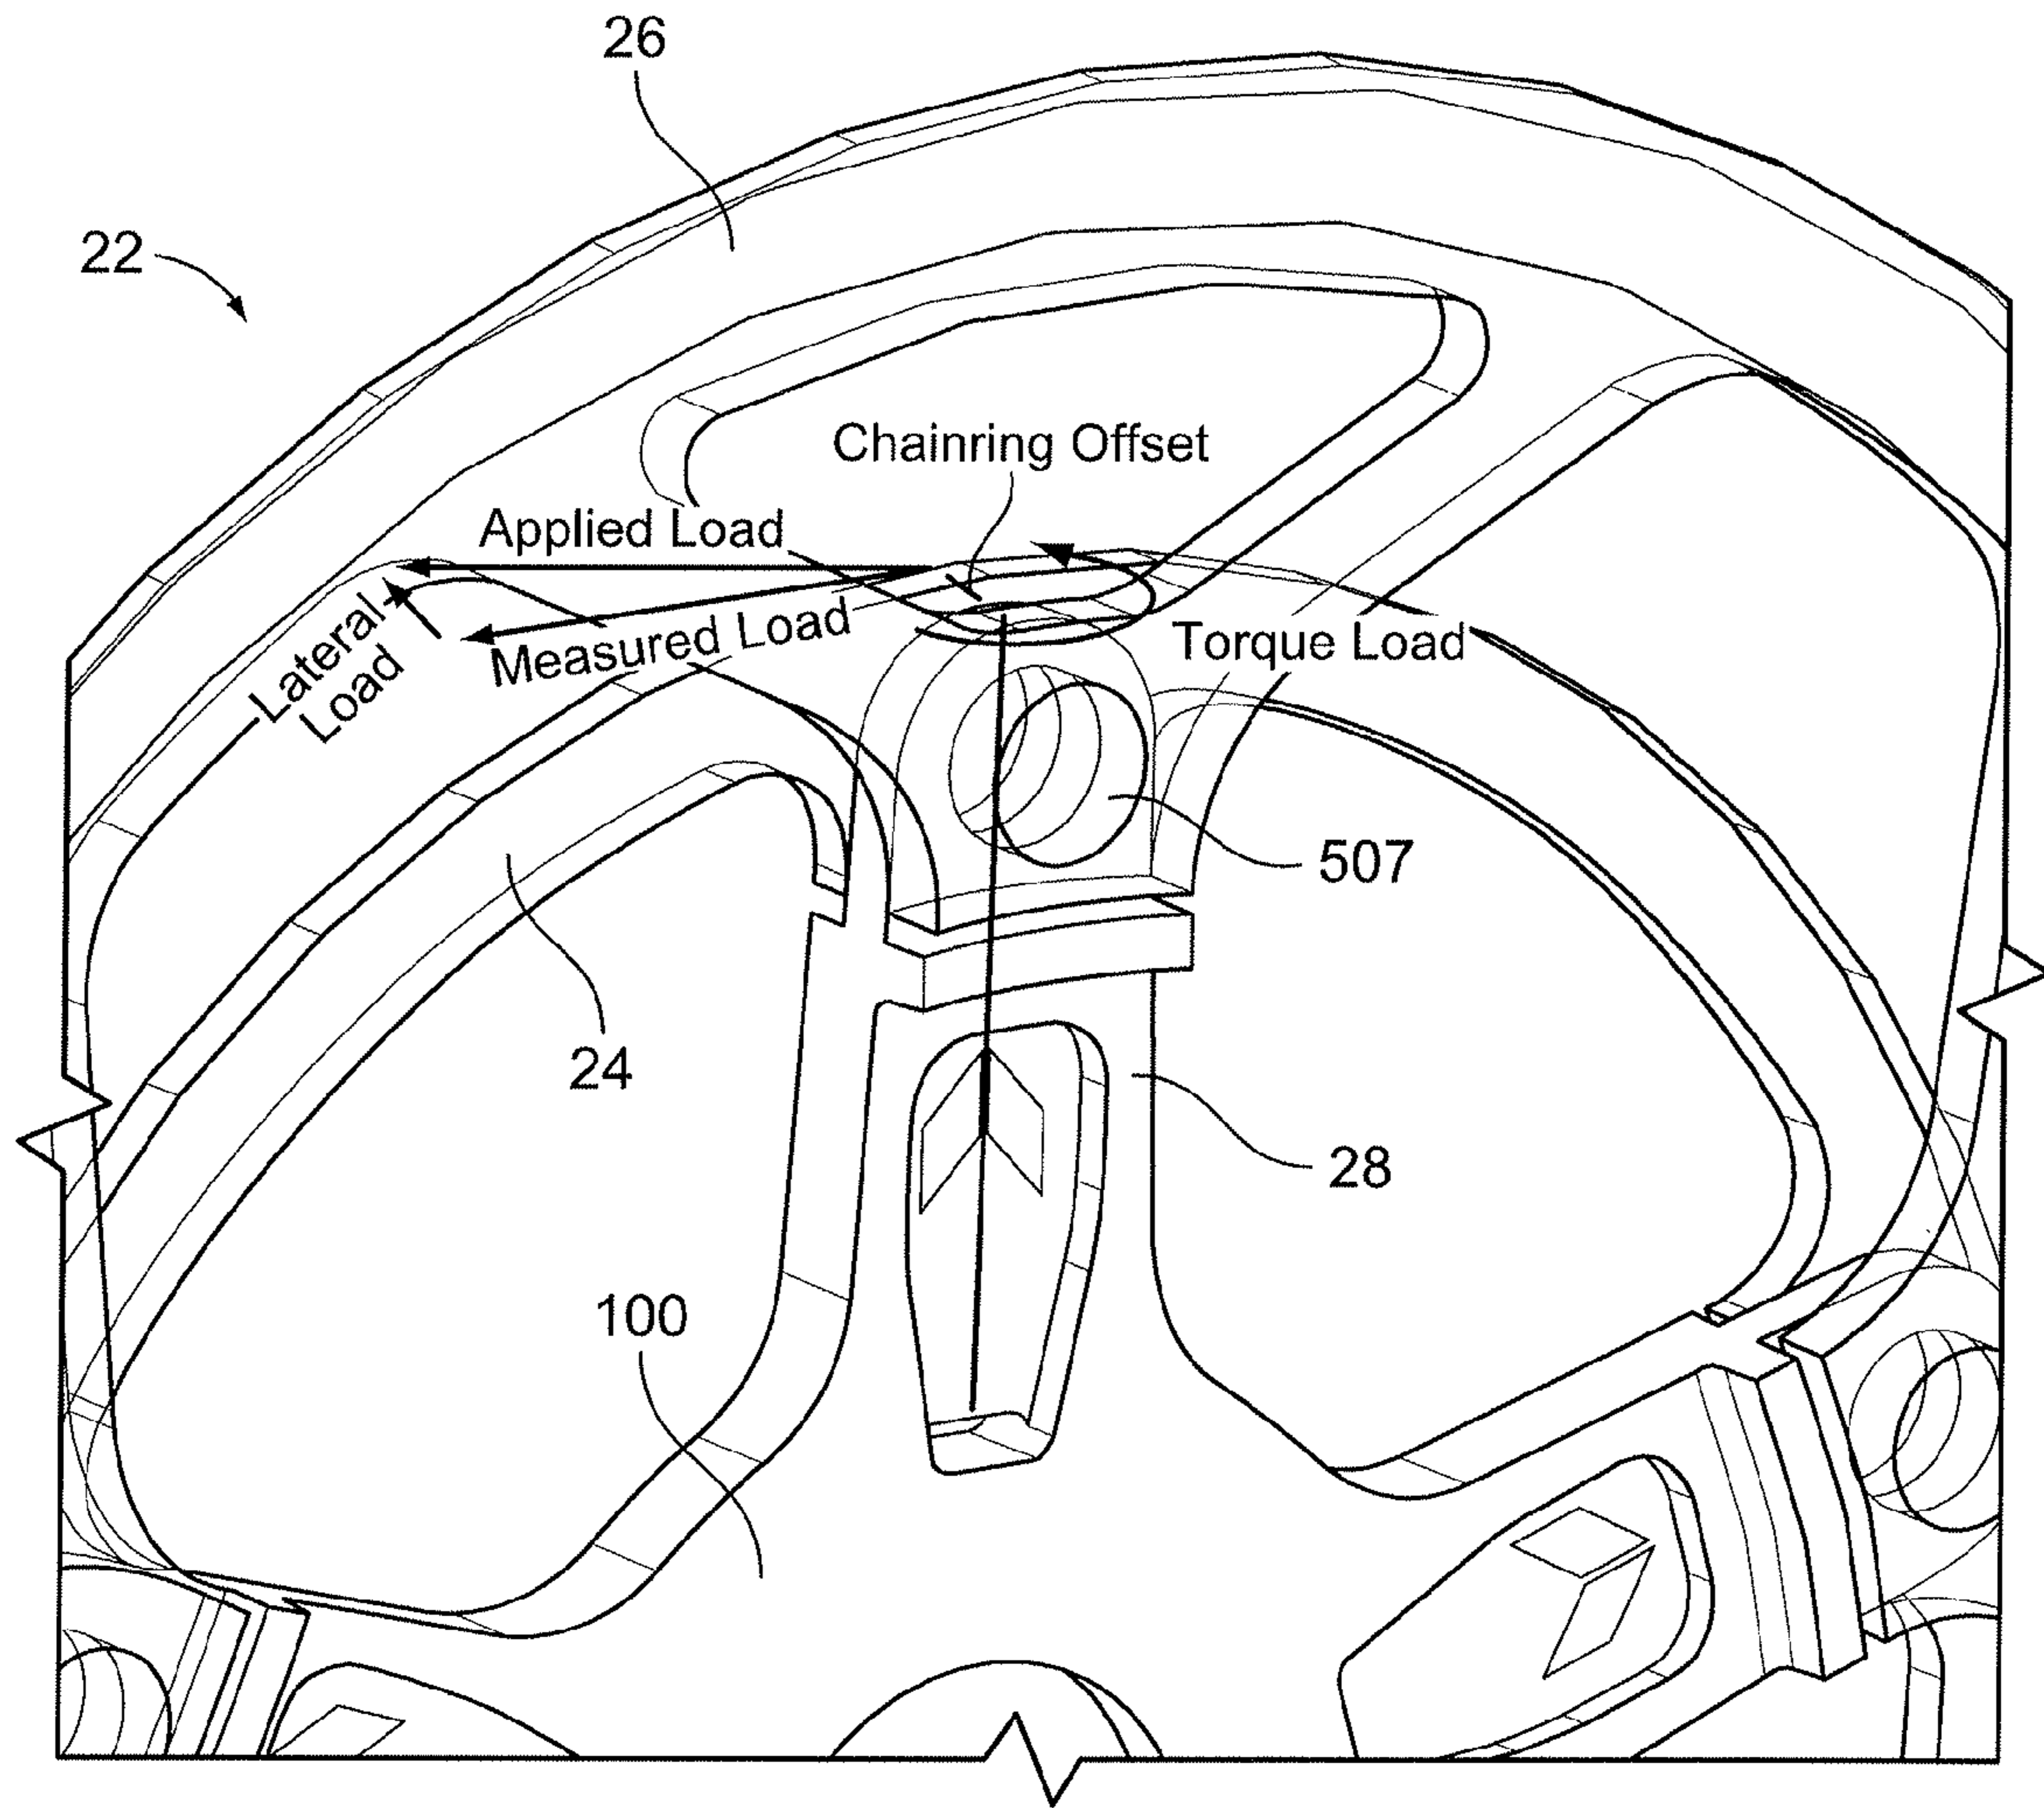 26
22
Chainring Offset
Applied Load
Lateral
Load
Measured Load
Torque Load
507
24
28
100